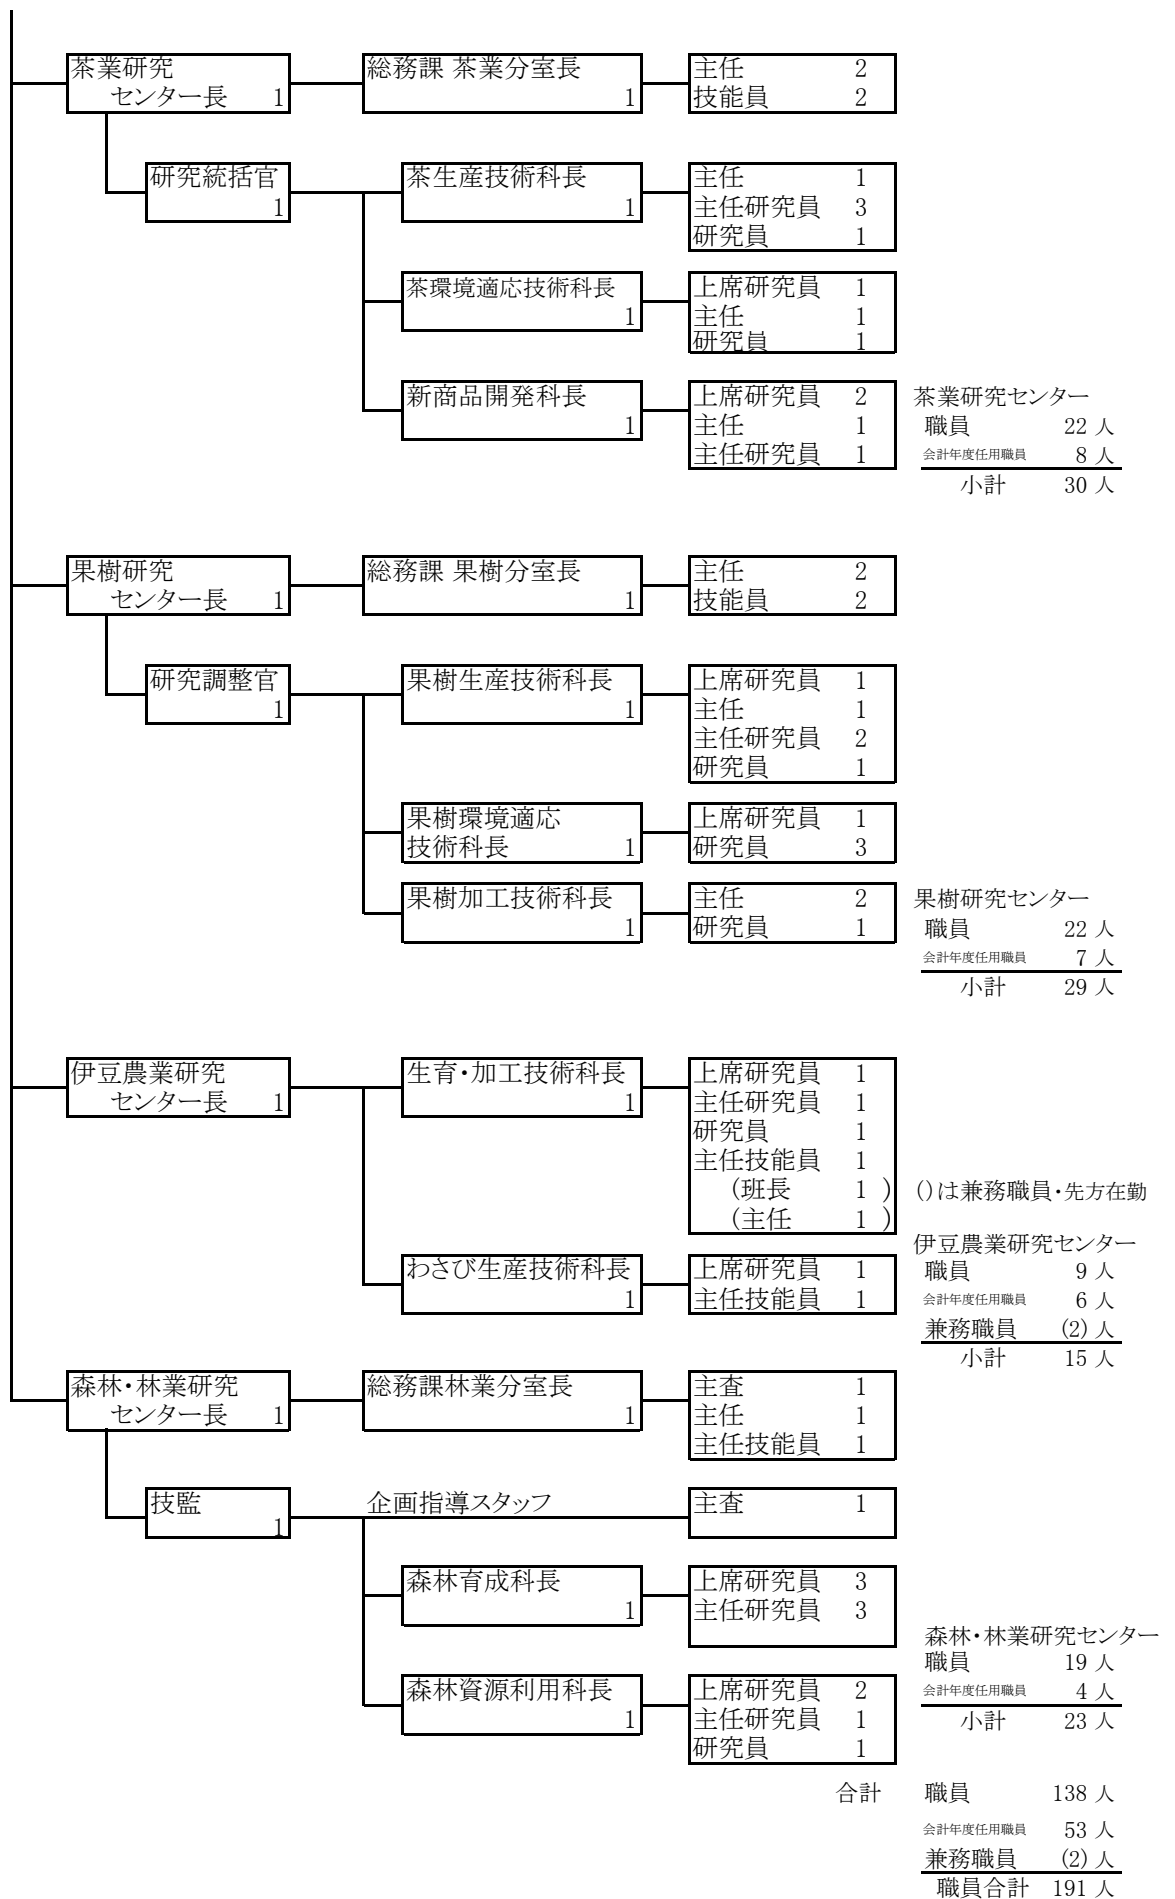 茶業研究
センター長 1
総務課 茶業分室長
1
主任 2
技能員 2
研究統括官
1
茶生産技術科長
1
主任 1
主任研究員 3
研究員 1
茶環境適応技術科長
1
上席研究員 1
主任 1
研究員 1
新商品開発科長
1
上席研究員 2
主任 1
主任研究員 1
茶業研究センター
職員 22 人
会計年度任用職員 8 人
小計 30 人
果樹研究
センター長 1
総務課 果樹分室長
1
主任 2
技能員 2
研究調整官
1
果樹生産技術科長
1
上席研究員 1
主任 1
主任研究員 2
研究員 1
果樹環境適応
技術科長 1
上席研究員 1
研究員 3
果樹加工技術科長
1
主任 2
研究員 1
果樹研究センター
職員 22 人
会計年度任用職員 7 人
小計 29 人
伊豆農業研究
センター長 1
生育・加工技術科長
1
上席研究員 1
主任研究員 1
研究員 1
主任技能員 1
(班長 1 )
(主任 1 )
()は兼務職員・先方在勤
わさび生産技術科長
1
上席研究員 1
主任技能員 1
伊豆農業研究センター
職員 9 人
会計年度任用職員 6 人
兼務職員 (2) 人
小計 15 人
森林・林業研究
センター長 1
総務課林業分室長
1
主査 1
主任 1
主任技能員 1
技監
1
企画指導スタッフ
主査 1
森林育成科長
1
上席研究員 3
主任研究員 3
森林資源利用科長
1
上席研究員 2
主任研究員 1
研究員 1
森林・林業研究センター
職員 19 人
会計年度任用職員 4 人
小計 23 人
合計 職員 138 人
会計年度任用職員 53 人
兼務職員 (2) 人
職員合計 191 人